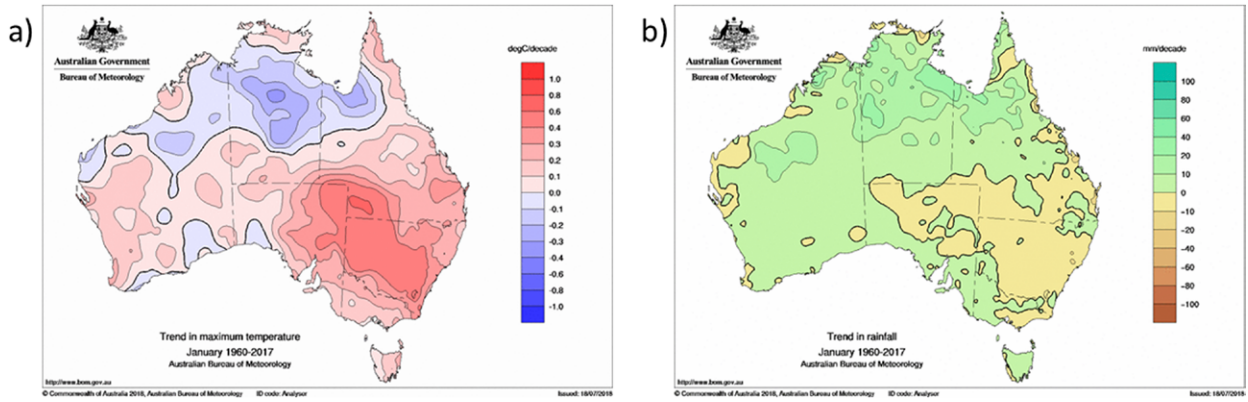 a)
Australian Government
Bureau of Meteorology
degC/decade
1.0
0.8
0.6
0.4
0.2
0.1
0.0
-0.1
-0.2
-0.3
-0.4
-0.6
-0.8
-1.0
Trend in maximum temperature
January 1960-2017
Australian Bureau of Meteorology
http://www.bom.gov.au
© Commonwealth of Australia 2018, Australian Bureau of Meteorology ID code: Analyser Issued: 18/07/2018
b)
Australian Government
Bureau of Meteorology
mm/decade
100
80
60
40
20
10
0
-10
-20
-40
-60
-80
-100
Trend in rainfall
January 1960-2017
Australian Bureau of Meteorology
http://www.bom.gov.au
© Commonwealth of Australia 2018, Australian Bureau of Meteorology ID code: Analyser Issued: 18/07/2018